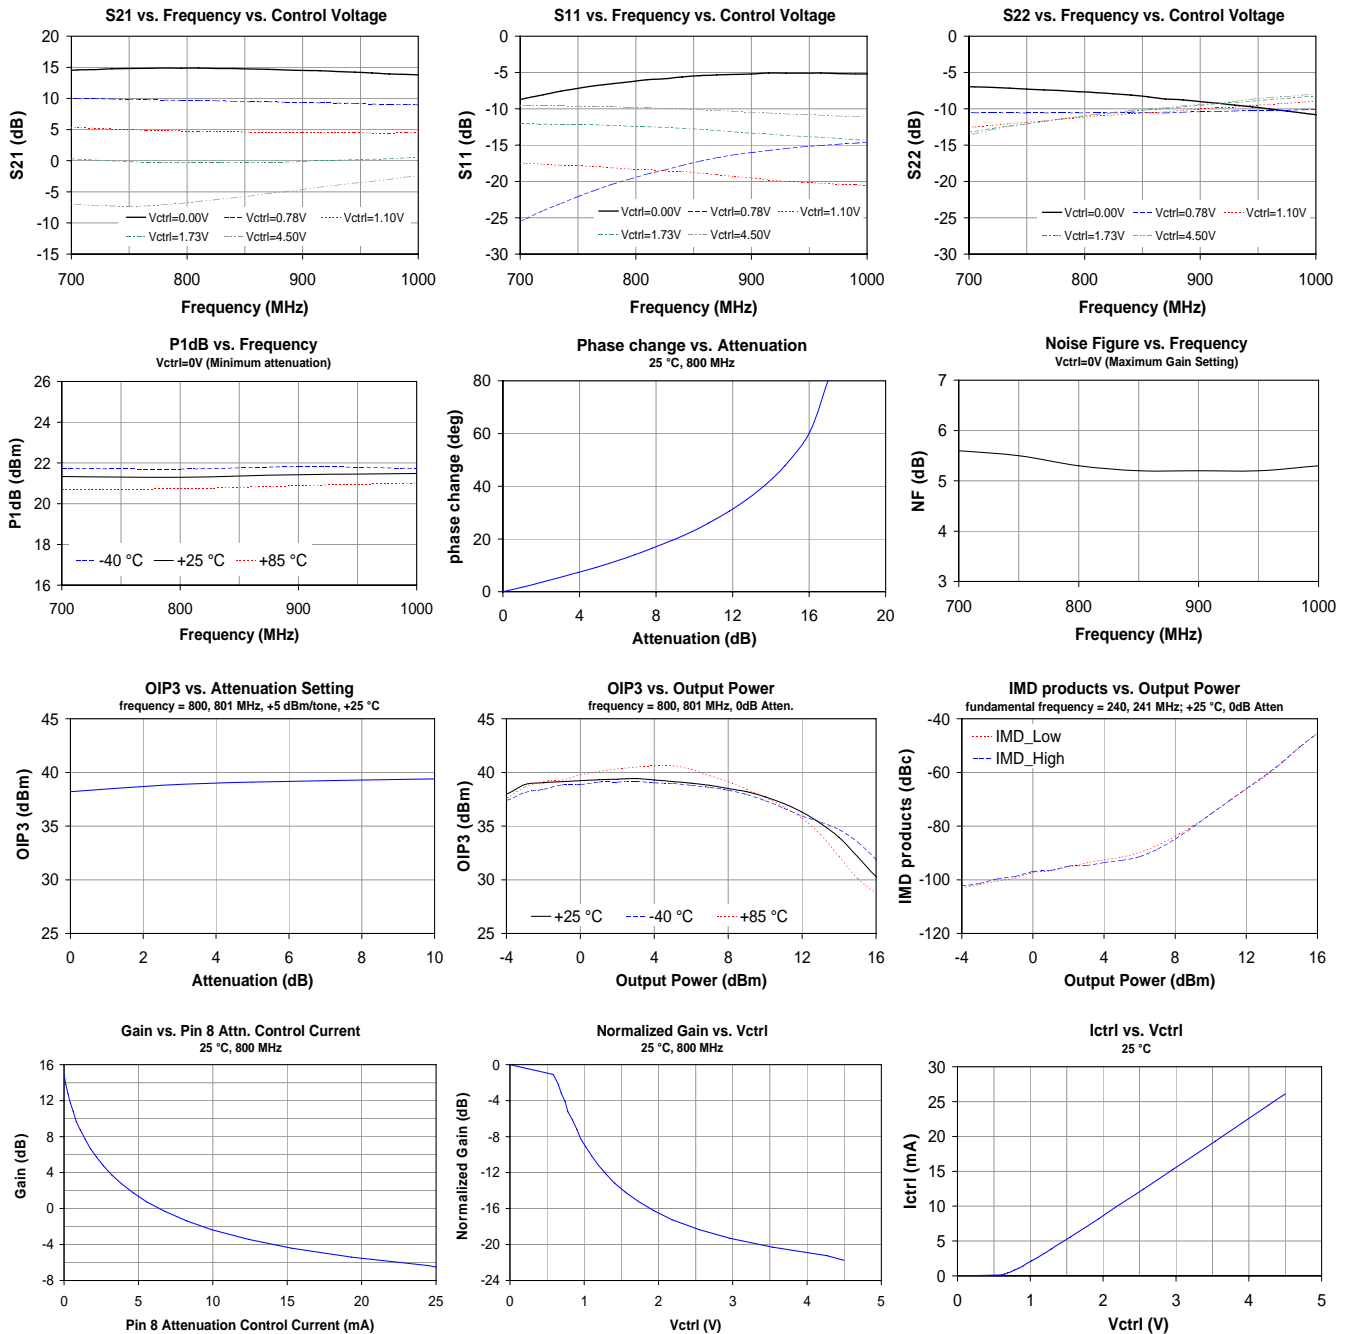 S21 vs. Frequency vs. Control Voltage
20
15
10
5
0
-5
-10
-15
S21 (dB)
Vctrl=0.00V
Vctrl=0.78V
Vctrl=1.10V
Vctrl=1.73V
Vctrl=4.50V
700 800 900 1000
Frequency (MHz)
S11 vs. Frequency vs. Control Voltage
0
-5
-10
-15
-20
-25
-30
S11 (dB)
Vctrl=0.00V
Vctrl=0.78V
Vctrl=1.10V
Vctrl=1.73V
Vctrl=4.50V
700 800 900 1000
Frequency (MHz)
S22 vs. Frequency vs. Control Voltage
0
-5
-10
-15
-20
-25
-30
S22 (dB)
Vctrl=0.00V
Vctrl=0.78V
Vctrl=1.10V
Vctrl=1.73V
Vctrl=4.50V
700 800 900 1000
Frequency (MHz)
P1dB vs. Frequency
Vctrl=0V (Minimum attenuation)
26
24
22
20
18
16
P1dB (dBm)
-40 °C
+25 °C
+85 °C
700 800 900 1000
Frequency (MHz)
Phase change vs. Attenuation
25 °C, 800 MHz
80
60
40
20
0
phase change (deg)
0 4 8 12 16 20
Attenuation (dB)
Noise Figure vs. Frequency
Vctrl=0V (Maximum Gain Setting)
7
6
5
4
3
NF (dB)
700 800 900 1000
Frequency (MHz)
OIP3 vs. Attenuation Setting
frequency = 800, 801 MHz, +5 dBm/tone, +25 °C
45
40
35
30
25
OIP3 (dBm)
0 2 4 6 8 10
Attenuation (dB)
OIP3 vs. Output Power
frequency = 800, 801 MHz, 0dB Atten.
45
40
35
30
25
OIP3 (dBm)
+25 °C
-40 °C
+85 °C
-4 0 4 8 12 16
Output Power (dBm)
IMD products vs. Output Power
fundamental frequency = 240, 241 MHz; +25 °C, 0dB Atten
-40
-60
-80
-100
-120
IMD products (dBc)
IMD_Low
IMD_High
-4 0 4 8 12 16
Output Power (dBm)
Gain vs. Pin 8 Attn. Control Current
25 °C, 800 MHz
16
12
8
4
0
-4
-8
Gain (dB)
0 5 10 15 20 25
Pin 8 Attenuation Control Current (mA)
Normalized Gain vs. Vctrl
25 °C, 800 MHz
0
-4
-8
-12
-16
-20
-24
Normalized Gain (dB)
0 1 2 3 4 5
Vctrl (V)
Ictrl vs. Vctrl
25 °C
30
25
20
15
10
5
0
Ictrl (mA)
0 1 2 3 4 5
Vctrl (V)